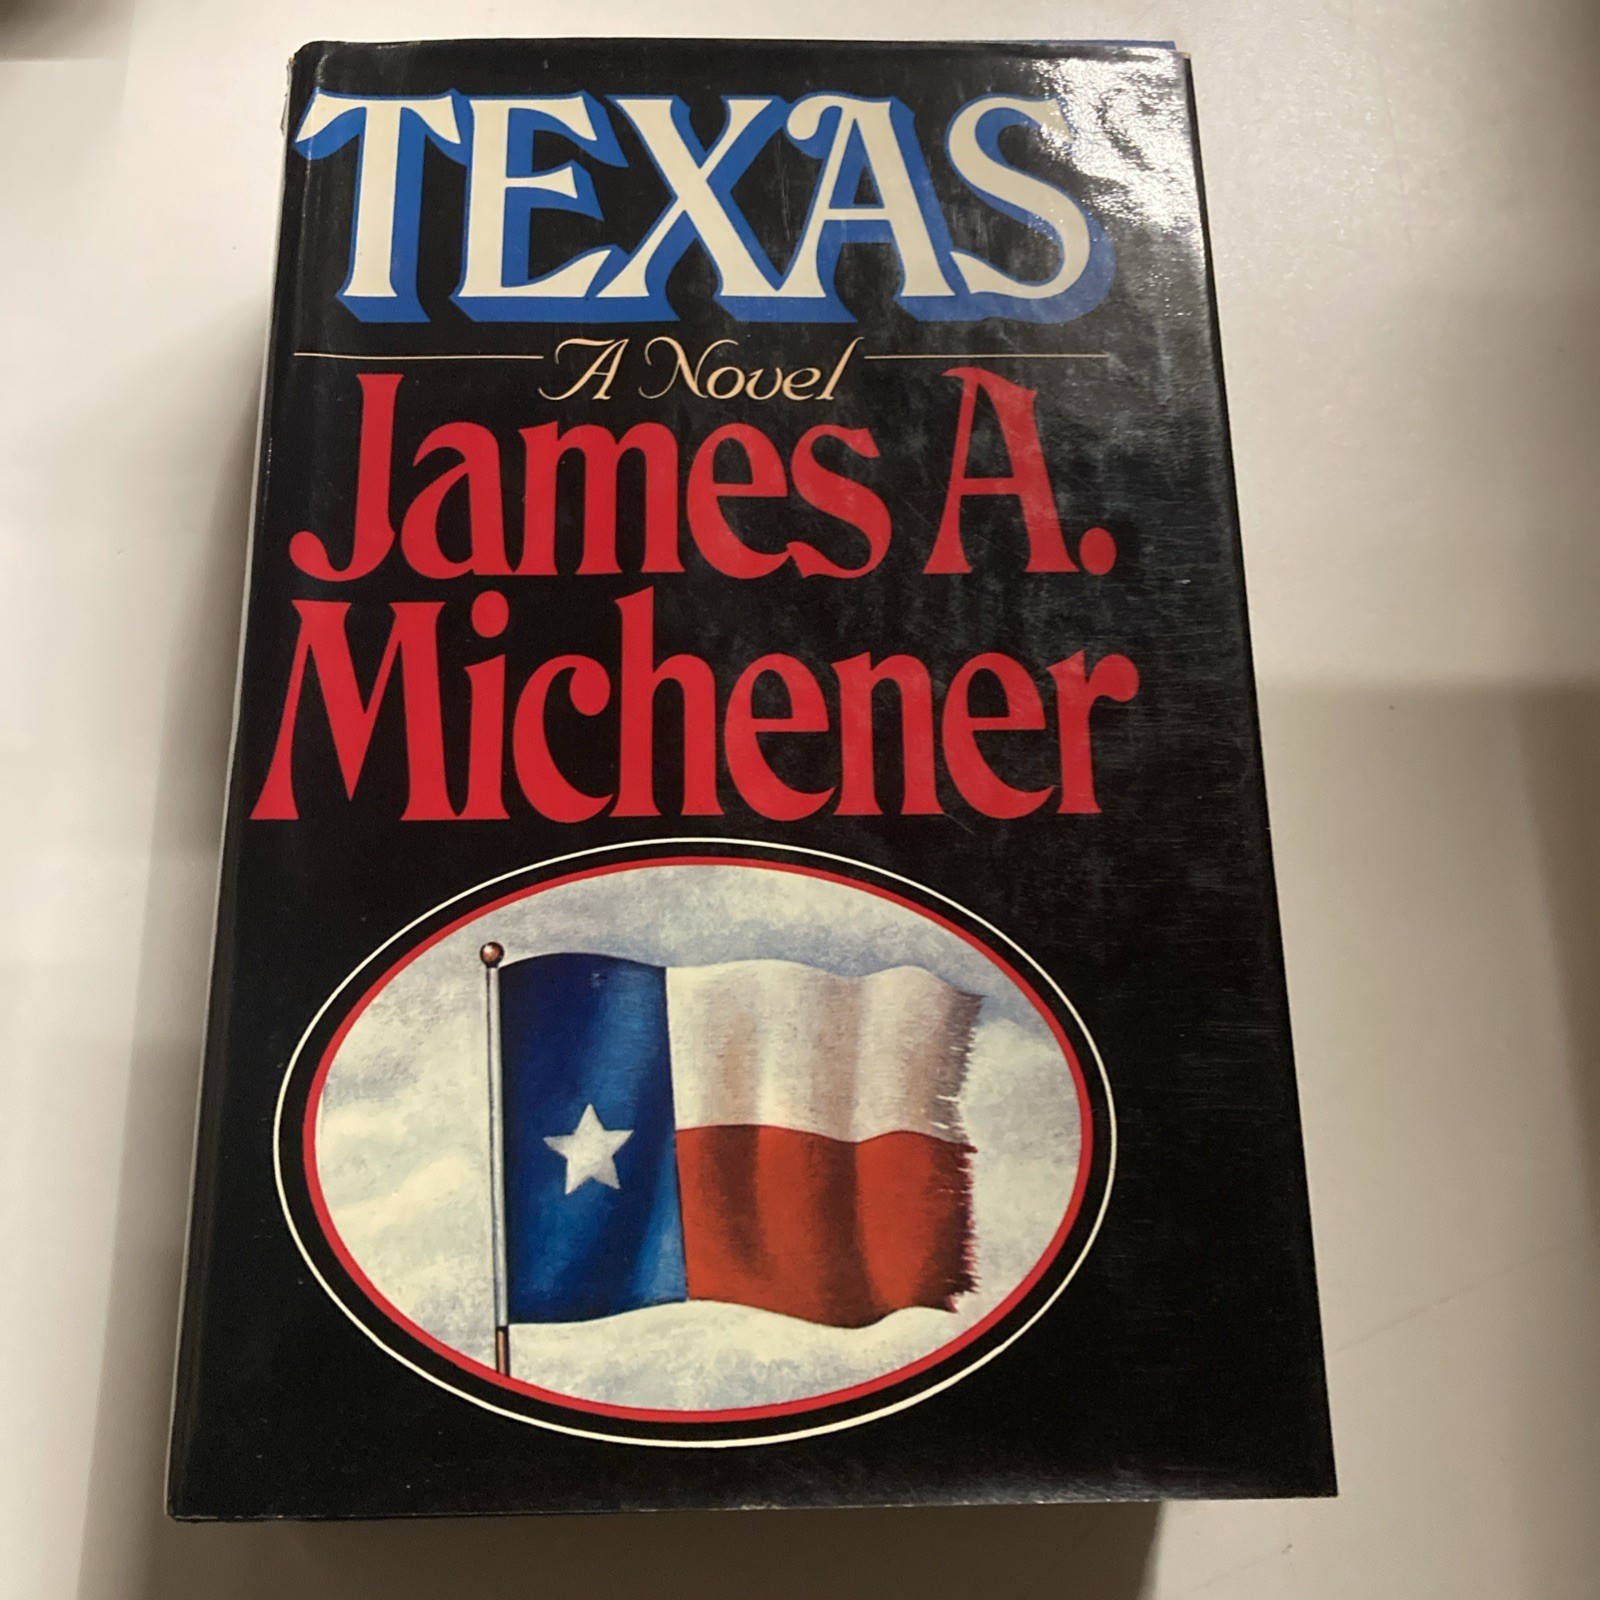 TEXAS
A Novel
James A.
Michener